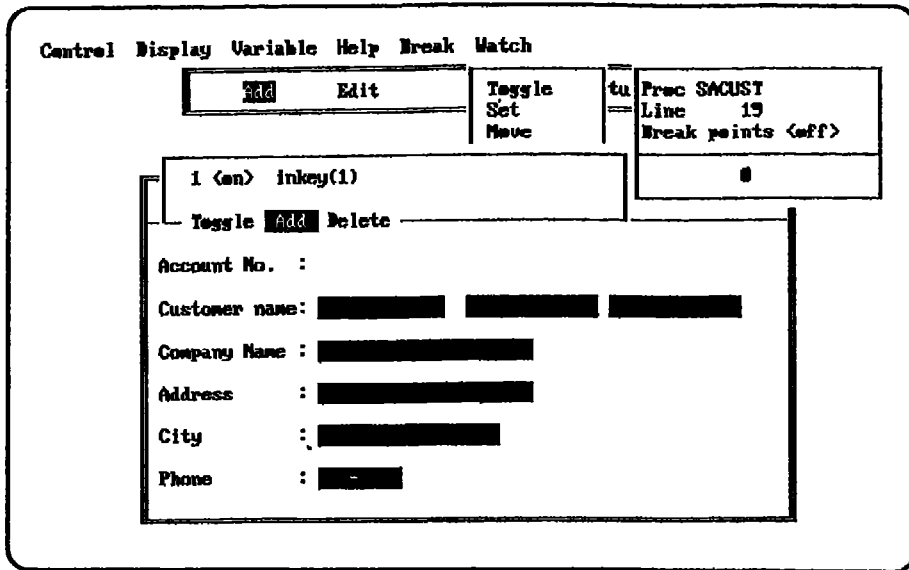 Control Display Variable Help Break Watch
Add Edit
Toggle
Set
Move
tu
Proc SACUST
Line 19
Break points <off>
0
1 <on> inkey(1)
Toggle Add Delete
Account No. :
Customer name:
Company Name :
Address :
City :
Phone : -